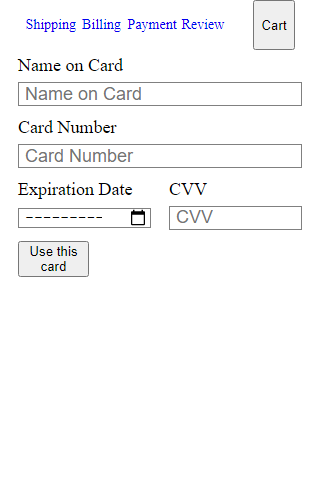 Shipping Billing Payment Review Cart
Name on Card
Name on Card
Card Number
Card Number
Expiration Date CVV
--------- CVV
Use this
card